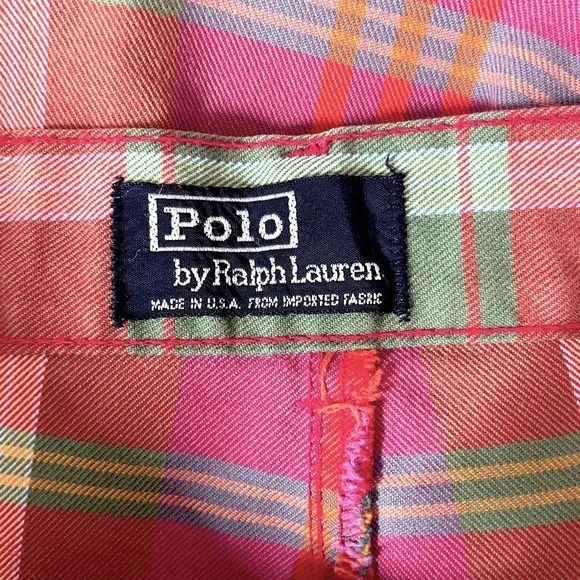 Polo
by Ralph Lauren
MADE IN U.S.A. FROM IMPORTED FABRIC